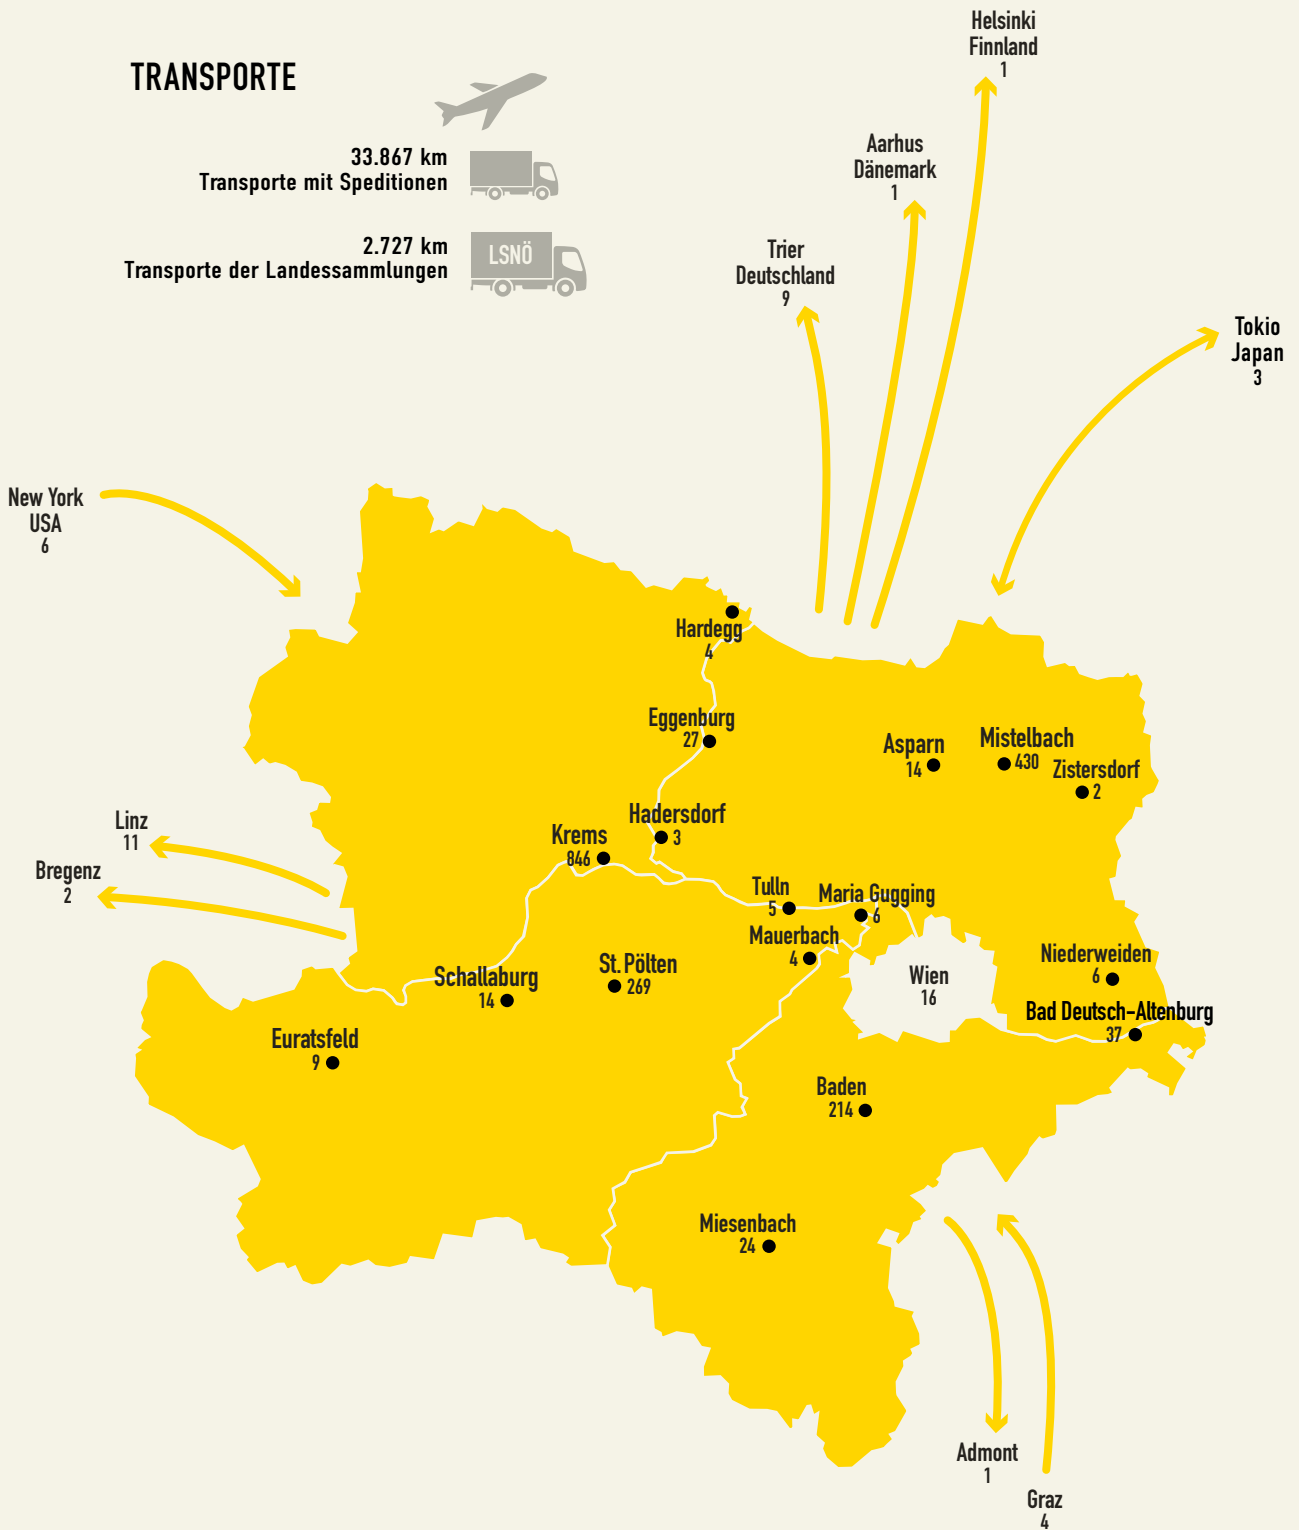 TRANSPORTE
33.867 km
Transporte mit Speditionen
2.727 km
Transporte der Landessammlungen
LSNÖ
Helsinki
Finnland
1
Aarhus
Dänemark
1
Trier
Deutschland
9
Tokio
Japan
3
New York
USA
6
Hardegg
4
Eggenburg
27
Asparn
14
Mistelbach
430
Zistersdorf
2
Linz
11
Bregenz
2
Hadersdorf
3
Krems
846
Tulln
5
Maria Gugging
6
Mauerbach
4
Schallaburg
14
St. Pölten
269
Wien
16
Niederweiden
6
Bad Deutsch-Altenburg
37
Euratsfeld
9
Baden
214
Miesenbach
24
Admont
1
Graz
4